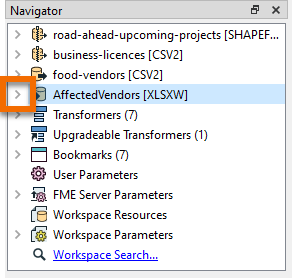 Navigator
road-ahead-upcoming-projects [SHAPEF...
business-licences [CSV2]
food-vendors [CSV2]
AffectedVendors [XLSXW]
Transformers (7)
Upgradeable Transformers (1)
Bookmarks (7)
User Parameters
FME Server Parameters
Workspace Resources
Workspace Parameters
Workspace Search...